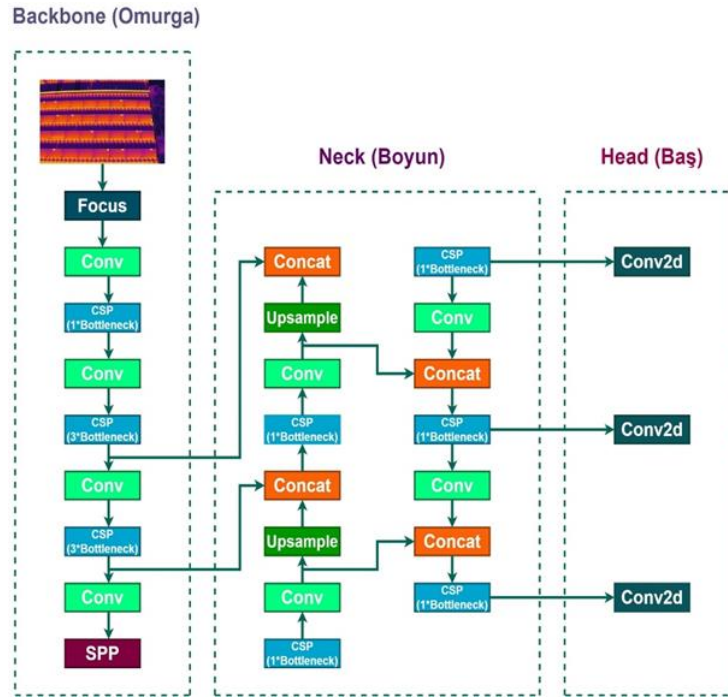 Backbone (Omurga)
Focus
Conv
CSP
(1*Bottleneck)
Conv
CSP
(3*Bottleneck)
Conv
CSP
(3*Bottleneck)
Conv
SPP
Neck (Boyun)
Concat
Upsample
Conv
CSP
(1*Bottleneck)
Concat
Upsample
Conv
CSP
(1*Bottleneck)
CSP
(1*Bottleneck)
Conv
Concat
CSP
(1*Bottleneck)
Conv
Concat
CSP
(1*Bottleneck)
Head (Baş)
Conv2d
Conv2d
Conv2d